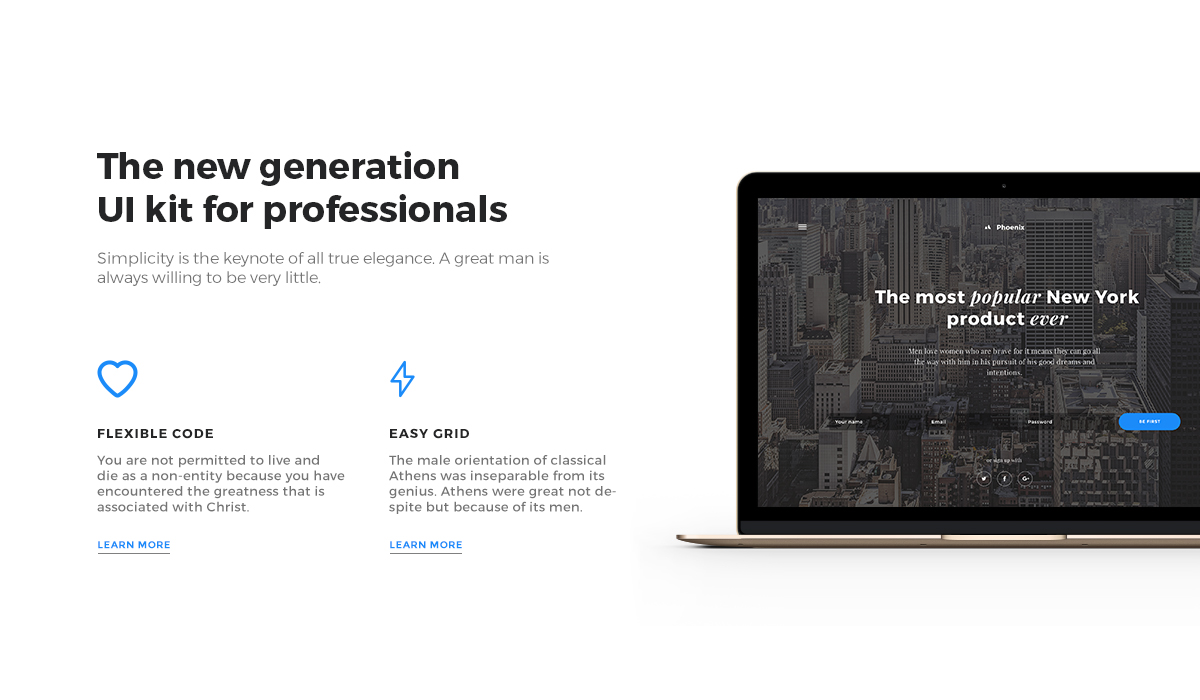 The new generation
UI kit for professionals
Simplicity is the keynote of all true elegance. A great man is
always willing to be very little.
FLEXIBLE CODE
You are not permitted to live and
die as a non-entity because you have
encountered the greatness that is
associated with Christ.
LEARN MORE
EASY GRID
The male orientation of classical
Athens was inseparable from its
genius. Athens were great not de-
spite but because of its men.
LEARN MORE
Phoenix
The most popular New York
product ever
Men love women who are brave for it means they can go all
the way with him in his pursuit of his good dreams and
intentions.
Your name
Email
Password
BE FIRST
or sign up with
f
G+